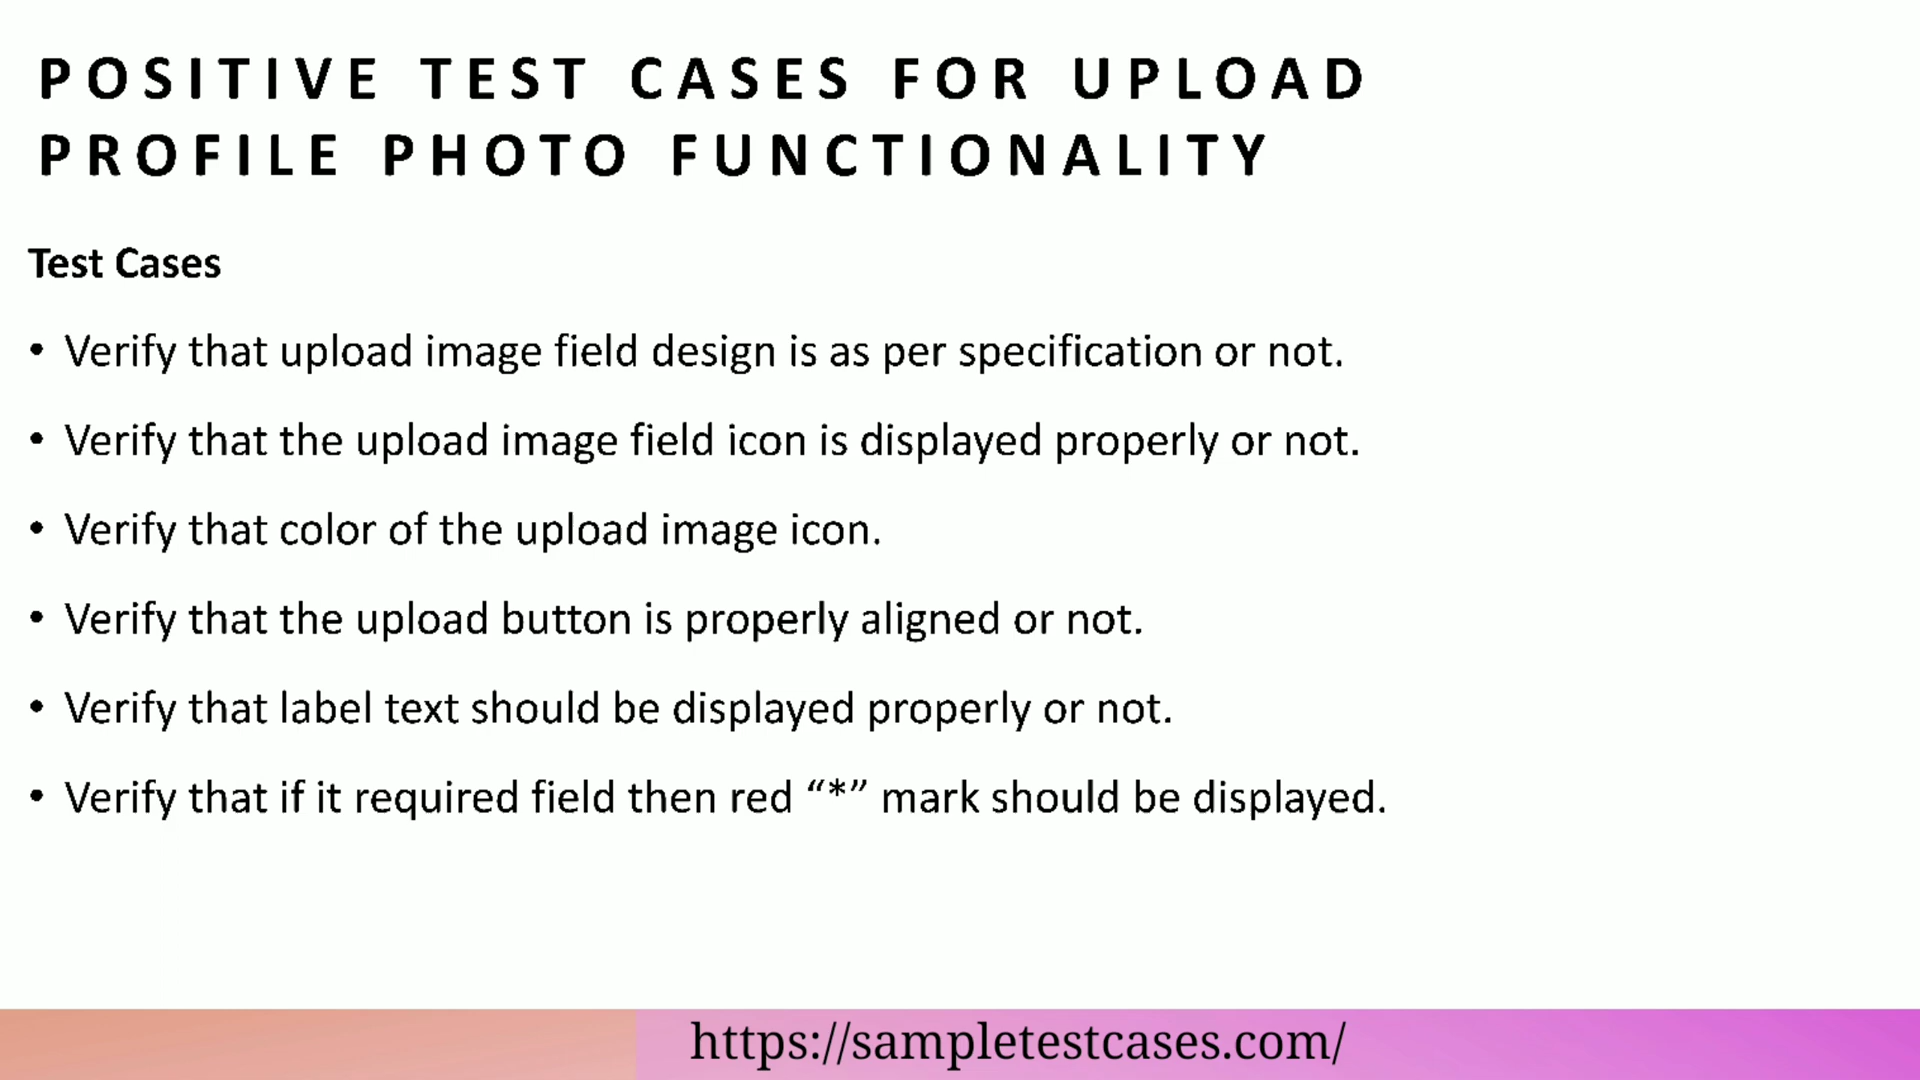 POSITIVE TEST CASES FOR UPLOAD
PROFILE PHOTO FUNCTIONALITY
Test Cases
• Verify that upload image field design is as per specification or not.
• Verify that the upload image field icon is displayed properly or not.
• Verify that color of the upload image icon.
• Verify that the upload button is properly aligned or not.
• Verify that label text should be displayed properly or not.
• Verify that if it required field then red “*” mark should be displayed.
https://sampletestcases.com/